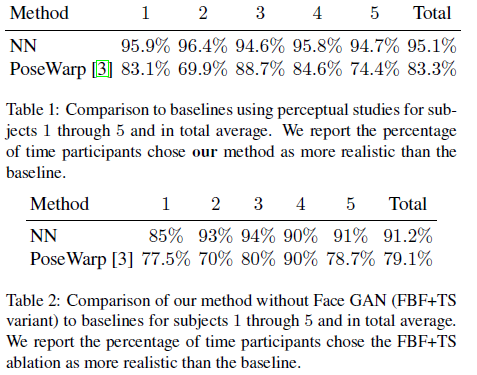 Method 1 2 3 4 5 Total
NN 95.9% 96.4% 94.6% 95.8% 94.7% 95.1%
PoseWarp [3] 83.1% 69.9% 88.7% 84.6% 74.4% 83.3%
Table 1: Comparison to baselines using perceptual studies for sub-
jects 1 through 5 and in total average. We report the percentage
of time participants chose our method as more realistic than the
baseline.
Method 1 2 3 4 5 Total
NN 85% 93% 94% 90% 91% 91.2%
PoseWarp [3] 77.5% 70% 80% 90% 78.7% 79.1%
Table 2: Comparison of our method without Face GAN (FBF+TS
variant) to baselines for subjects 1 through 5 and in total average.
We report the percentage of time participants chose the FBF+TS
ablation as more realistic than the baseline.